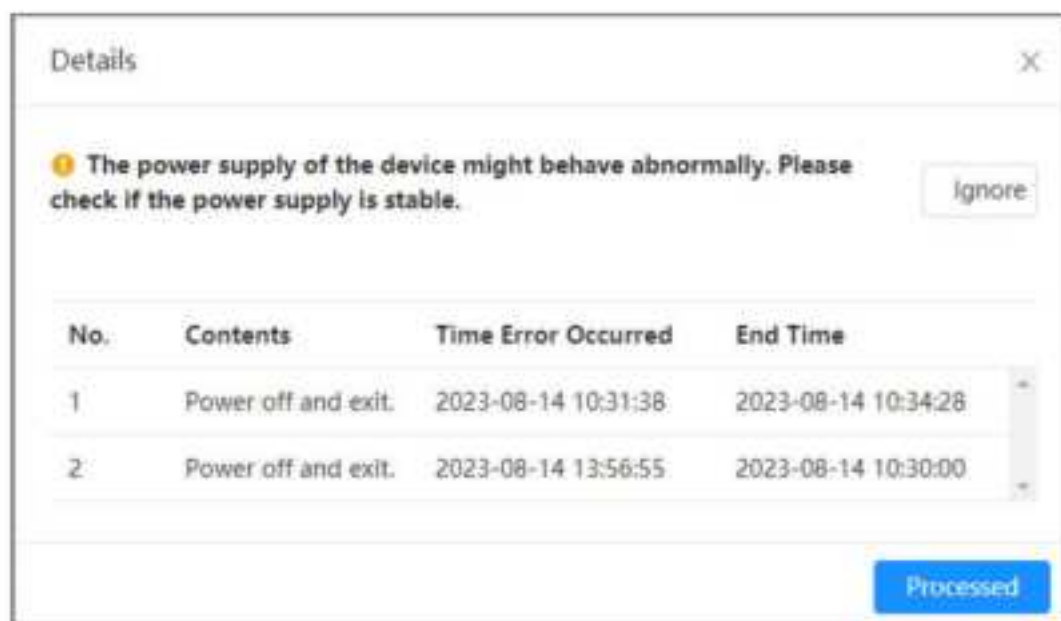 Details
The power supply of the device might behave abnormally. Please
check if the power supply is stable.
Ignore
No. Contents Time Error Occurred End Time
1 Power off and exit. 2023-08-14 10:31:38 2023-08-14 10:34:28
2 Power off and exit. 2023-08-14 13:56:55 2023-08-14 10:30:00
Processed